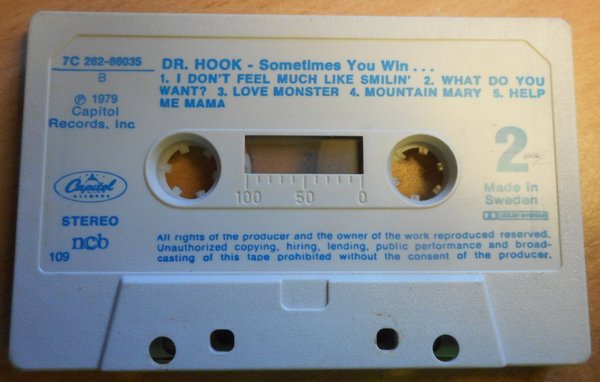 7C 262-86035
B
℗ 1979
Capitol
Records, Inc
DR. HOOK - Sometimes You Win . . .
1. I DON'T FEEL MUCH LIKE SMILIN' 2. WHAT DO YOU
WANT? 3. LOVE MONSTER 4. MOUNTAIN MARY 5. HELP
ME MAMA
2
100 50 0
Capitol
RECORDS
STEREO
ncb
109
Made in
Sweden
DOLBY SYSTEM
All rights of the producer and the owner of the work reproduced reserved.
Unauthorized copying, hiring, lending, public performance and broad-
casting of this tape prohibited without the consent of the producer.